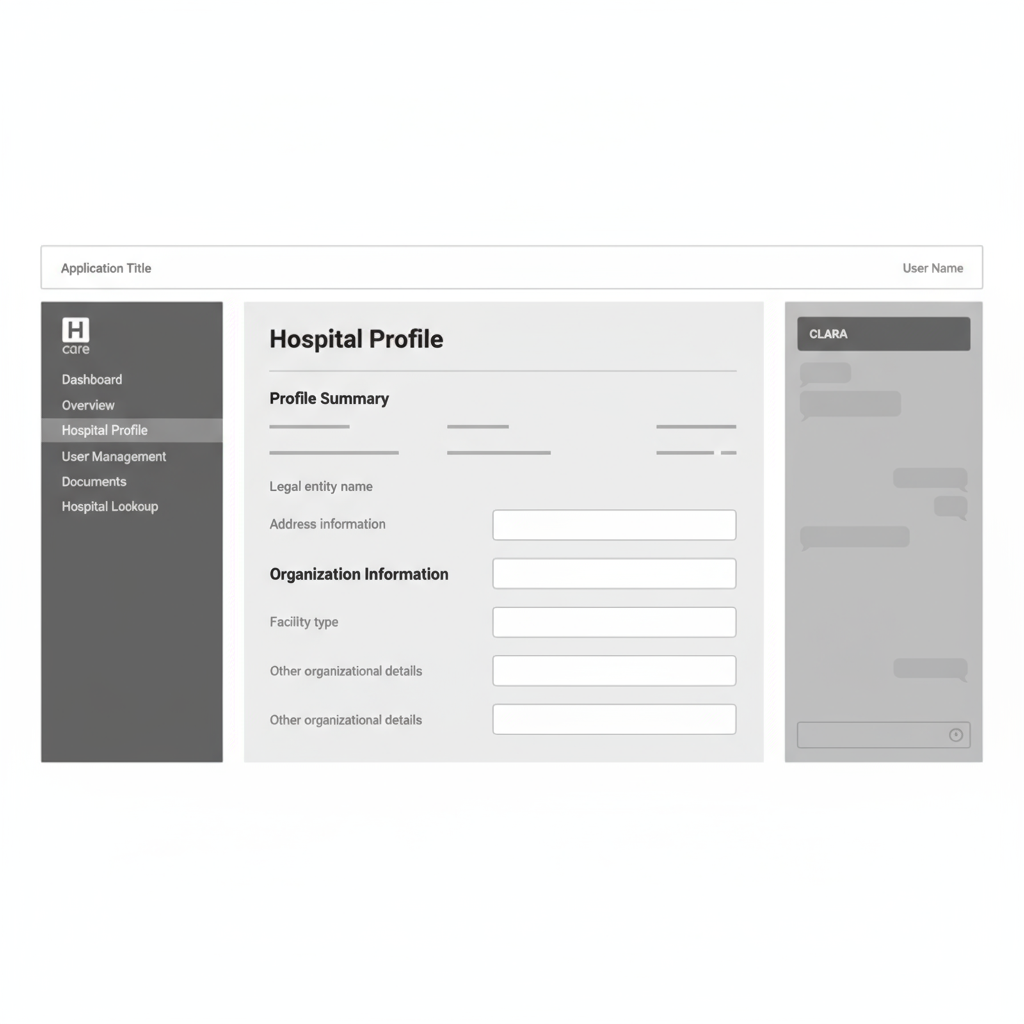 Application Title
User Name
H
care
Dashboard
Overview
Hospital Profile
User Management
Documents
Hospital Lookoup
Hospital Profile
Profile Summary
Legal entity name
Address information
Organization Information
Facility type
Other organizational details
Other organizational details
CLARA